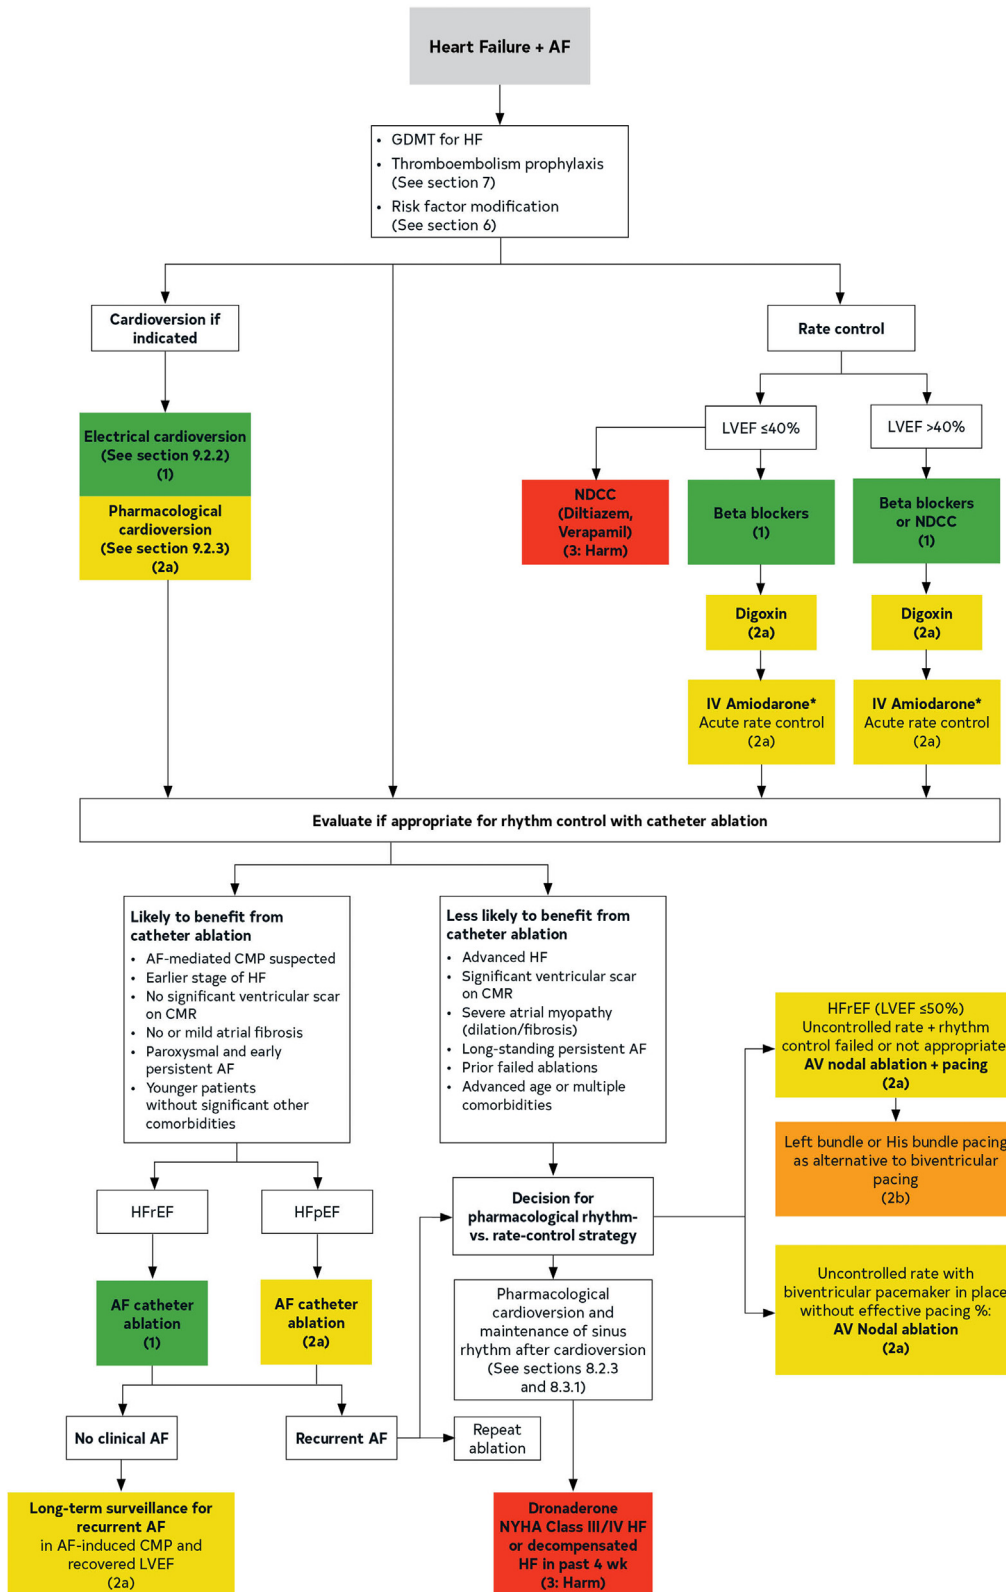 Heart Failure + AF
• GDMT for HF
• Thromboembolism prophylaxis
(See section 7)
• Risk factor modification
(See section 6)
Cardioversion if
indicated
Rate control
Electrical cardioversion
(See section 9.2.2)
(1)
Pharmacological
cardioversion
(See section 9.2.3)
(2a)
LVEF ≤40%
LVEF >40%
NDCC
(Diltiazem,
Verapamil)
(3: Harm)
Beta blockers
(1)
Beta blockers
or NDCC
(1)
Digoxin
(2a)
Digoxin
(2a)
IV Amiodarone*
Acute rate control
(2a)
IV Amiodarone*
Acute rate control
(2a)
Evaluate if appropriate for rhythm control with catheter ablation
Likely to benefit from
catheter ablation
• AF-mediated CMP suspected
• Earlier stage of HF
• No significant ventricular scar
on CMR
• No or mild atrial fibrosis
• Paroxysmal and early
persistent AF
• Younger patients
without significant other
comorbidities
Less likely to benefit from
catheter ablation
• Advanced HF
• Significant ventricular scar
on CMR
• Severe atrial myopathy
(dilation/fibrosis)
• Long-standing persistent AF
• Prior failed ablations
• Advanced age or multiple
comorbidities
HFrEF (LVEF ≤50%)
Uncontrolled rate + rhythm
control failed or not appropriate:
AV nodal ablation + pacing
(2a)
Left bundle or His bundle pacing
as alternative to biventricular
pacing
(2b)
HFrEF
HFpEF
Decision for
pharmacological rhythm-
vs. rate-control strategy
Uncontrolled rate with
biventricular pacemaker in place
without effective pacing %:
AV Nodal ablation
(2a)
AF catheter
ablation
(1)
AF catheter
ablation
(2a)
Pharmacological
cardioversion and
maintenance of sinus
rhythm after cardioversion
(See sections 8.2.3
and 8.3.1)
No clinical AF
Recurrent AF
Repeat
ablation
Long-term surveillance for
recurrent AF
in AF-induced CMP and
recovered LVEF
(2a)
Dronaderone
NYHA Class III/IV HF
or decompensated
HF in past 4 wk
(3: Harm)